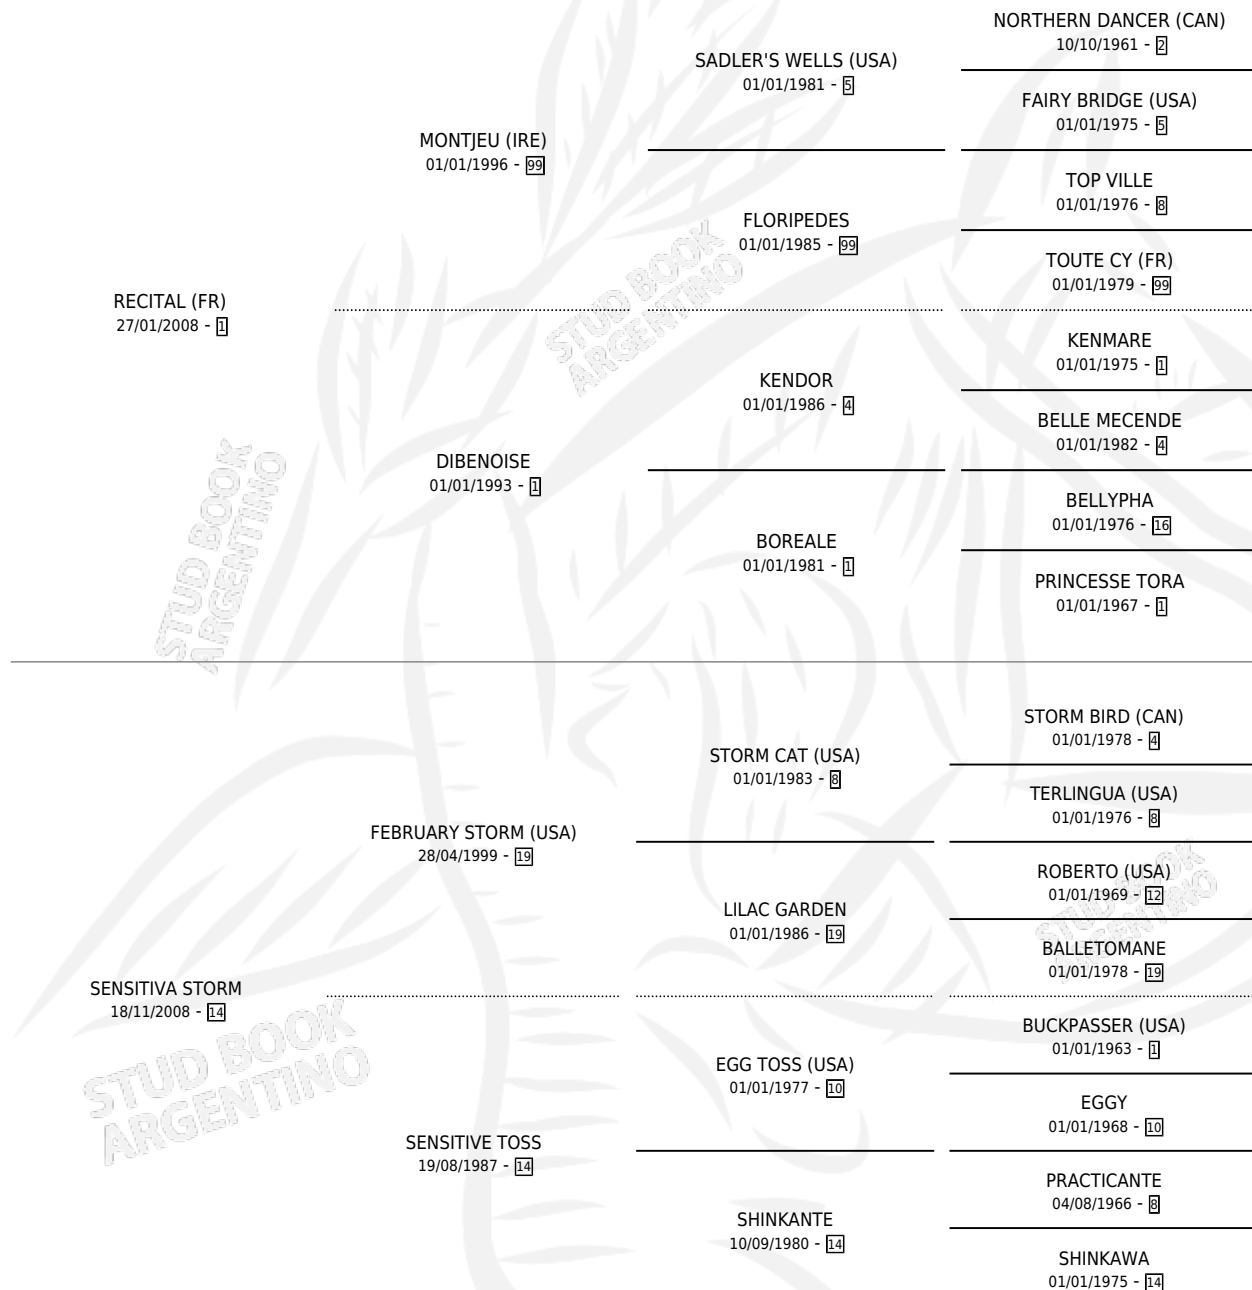 NORTHERN DANCER (CAN)
10/10/1961 - 2
SADLER'S WELLS (USA)
01/01/1981 - 5
FAIRY BRIDGE (USA)
01/01/1975 - 5
MONTJEU (IRE)
01/01/1996 - 99
TOP VILLE
01/01/1976 - 8
FLORIPEDES
01/01/1985 - 99
TOUTE CY (FR)
01/01/1979 - 99
RECITAL (FR)
27/01/2008 - 1
STUD BOOK
ARGENTINO
KENMARE
01/01/1975 - 1
KENDOR
01/01/1986 - 4
BELLE MECENDE
01/01/1982 - 4
DIBENOISE
01/01/1993 - 1
BELLYPHA
01/01/1976 - 16
BOREALE
01/01/1981 - 1
PRINCESSE TORA
01/01/1967 - 1
STUD BOOK
ARGENTINO
STORM BIRD (CAN)
01/01/1978 - 4
STORM CAT (USA)
01/01/1983 - 8
TERLINGUA (USA)
01/01/1976 - 8
FEBRUARY STORM (USA)
28/04/1999 - 19
ROBERTO (USA)
01/01/1969 - 12
LILAC GARDEN
01/01/1986 - 19
STUD BOOK
ARGENTINO
BALLETOMANE
01/01/1978 - 19
SENSITIVA STORM
18/11/2008 - 14
STUD BOOK
ARGENTINO
BUCKPASSER (USA)
01/01/1963 - 1
EGG TOSS (USA)
01/01/1977 - 10
EGGY
01/01/1968 - 10
SENSITIVE TOSS
19/08/1987 - 14
PRACTICANTE
04/08/1966 - 8
SHINKANTE
10/09/1980 - 14
SHINKAWA
01/01/1975 - 14